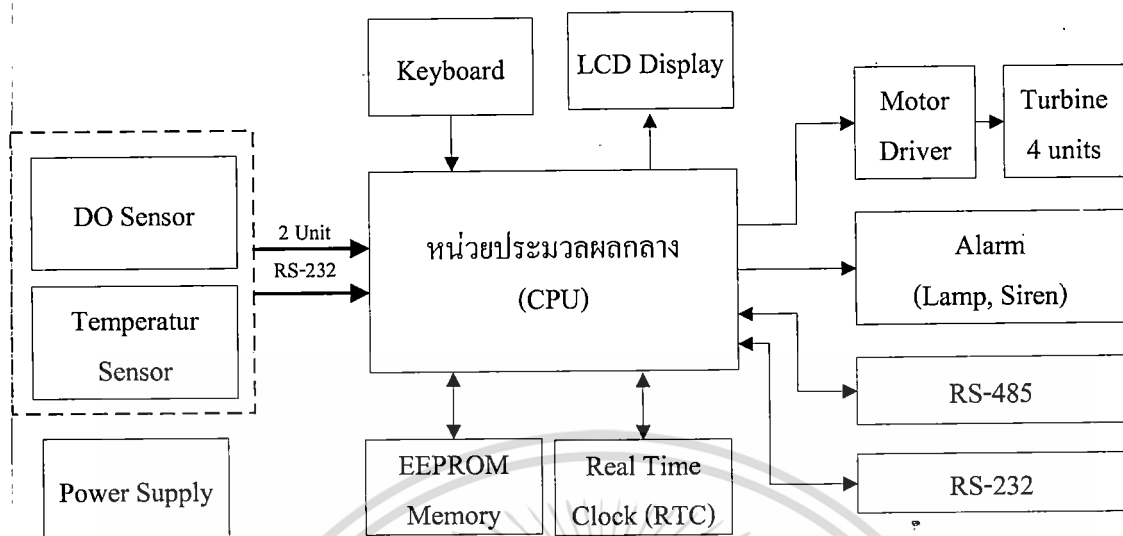 Keyboard
LCD Display
Motor
Driver
Turbine
4 units
DO Sensor
Temperatur
Sensor
2 Unit
RS-232
หน่วยประมวลผลกลาง
(CPU)
Alarm
(Lamp, Siren)
RS-485
RS-232
Power Supply
EEPROM
Memory
Real Time
Clock (RTC)